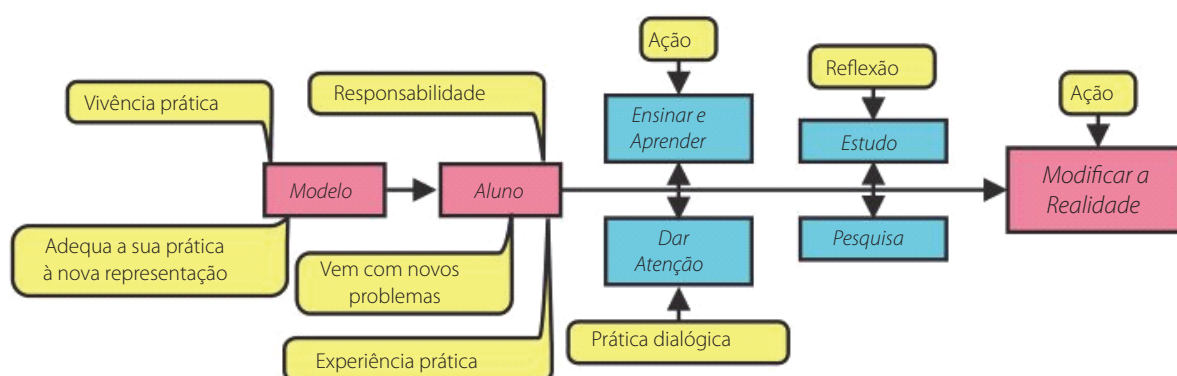 Vivência prática
Adequa a sua prática
à nova representação
Modelo
Responsabilidade
Aluno
Vem com novos
problemas
Experiência prática
Ação
Ensinar e
Aprender
Dar
Atenção
Prática dialógica
Reflexão
Estudo
Pesquisa
Ação
Modificar a
Realidade